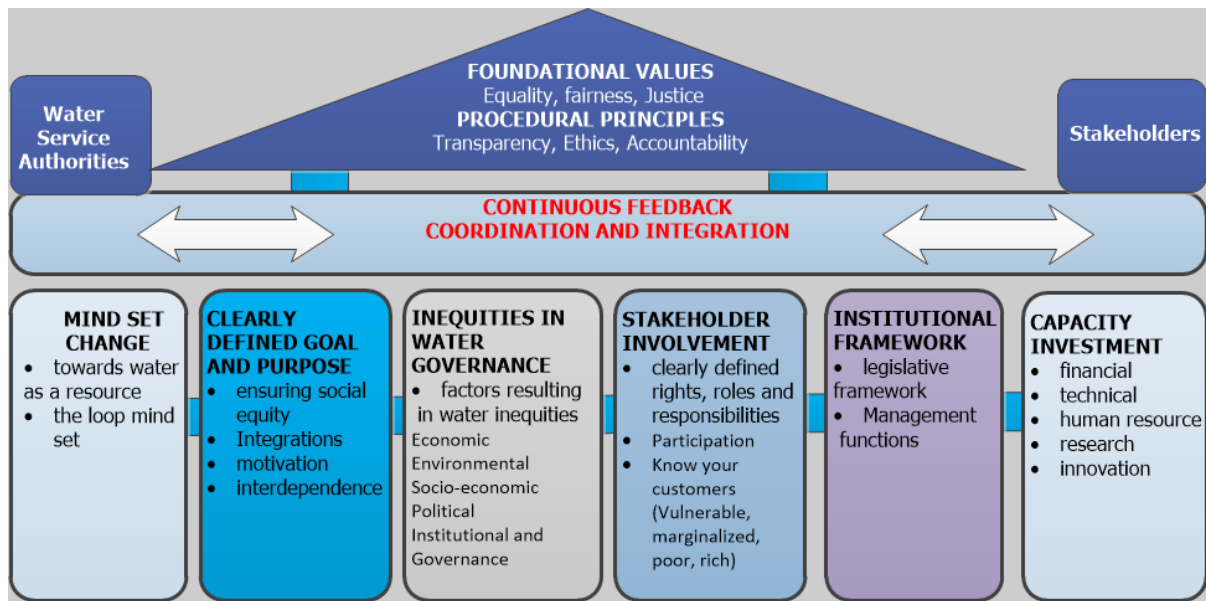 FOUNDATIONAL VALUES
Equality, fairness, Justice
PROCEDURAL PRINCIPLES
Transparency, Ethics, Accountability
Water
Service
Authorities
Stakeholders
CONTINUOUS FEEDBACK
COORDINATION AND INTEGRATION
MIND SET
CHANGE
• towards water
as a resource
• the loop mind
set
CLEARLY
DEFINED GOAL
AND PURPOSE
• ensuring social
equity
• Integrations
• motivation
• interdependence
INEQUITIES IN
WATER
GOVERNANCE
• factors resulting
in water inequities
Economic
Environmental
Socio-economic
Political
Institutional and
Governance
STAKEHOLDER
INVOLVEMENT
• clearly defined
rights, roles and
responsibilities
• Participation
• Know your
customers
(Vulnerable,
marginalized,
poor, rich)
INSTITUTIONAL
FRAMEWORK
• legislative
framework
• Management
functions
CAPACITY
INVESTMENT
• financial
• technical
• human resource
• research
• innovation